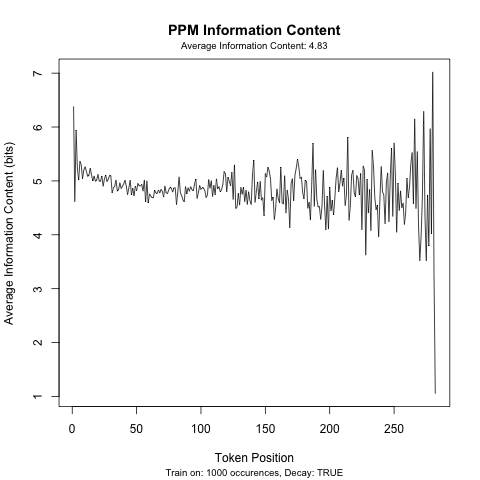 PPM Information Content
Average Information Content: 4.83
Average Information Content (bits)
7
6
5
4
3
2
1
0 50 100 150 200 250
Token Position
Train on: 1000 occurences, Decay: TRUE